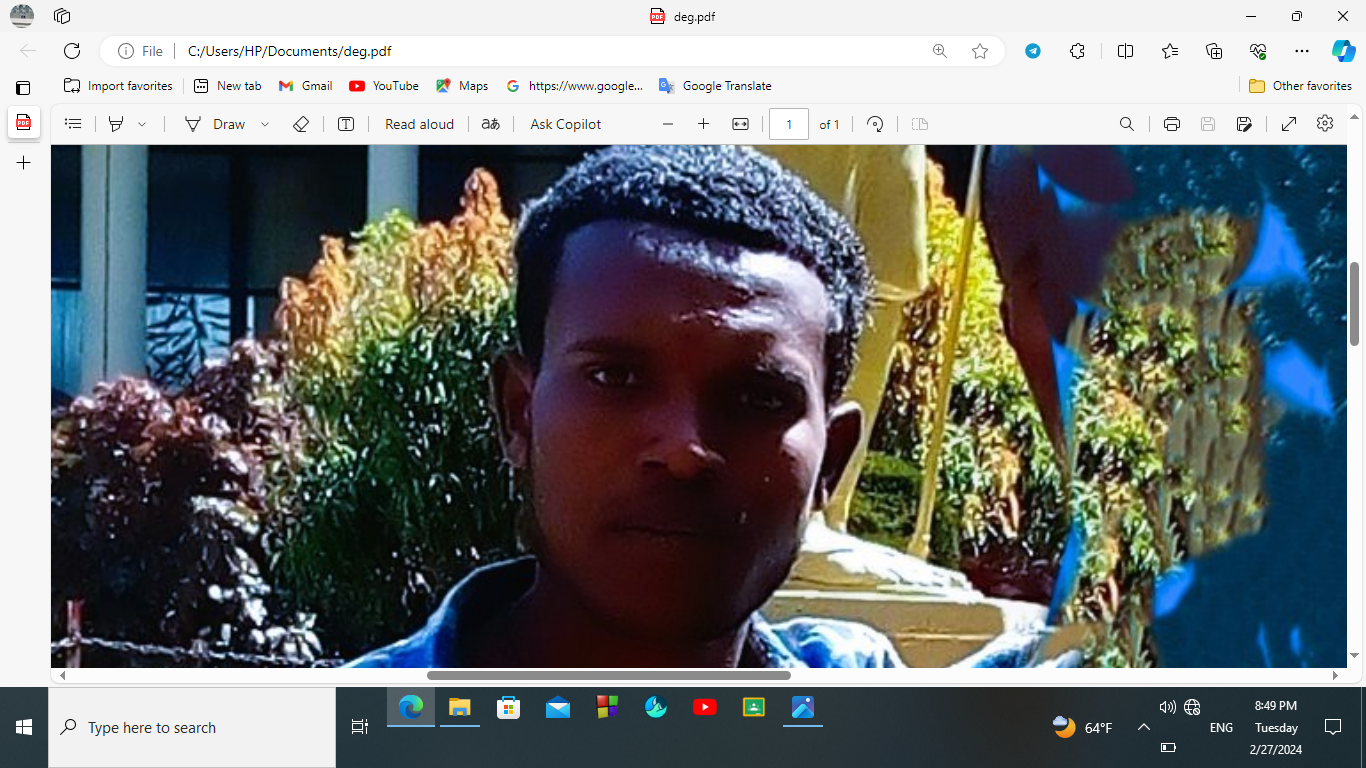 deg.pdf
File C:/Users/HP/Documents/deg.pdf
Import favorites New tab Gmail YouTube Maps https://www.google... Google Translate Other favorites
Draw Read aloud aあ Ask Copilot 1 of 1
Type here to search
64°F
ENG
8:49 PM
Tuesday
2/27/2024